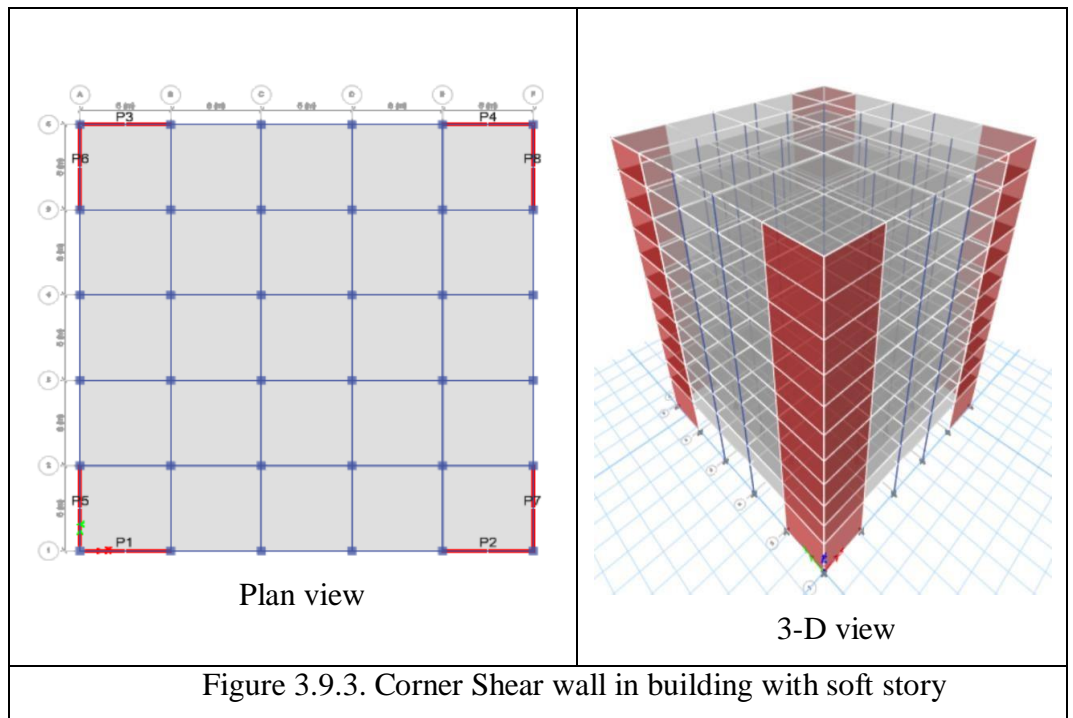 A B C D E F
P3 P4
P6 P8
P5 P7
P1 P2
Plan view
3-D view
Figure 3.9.3. Corner Shear wall in building with soft story